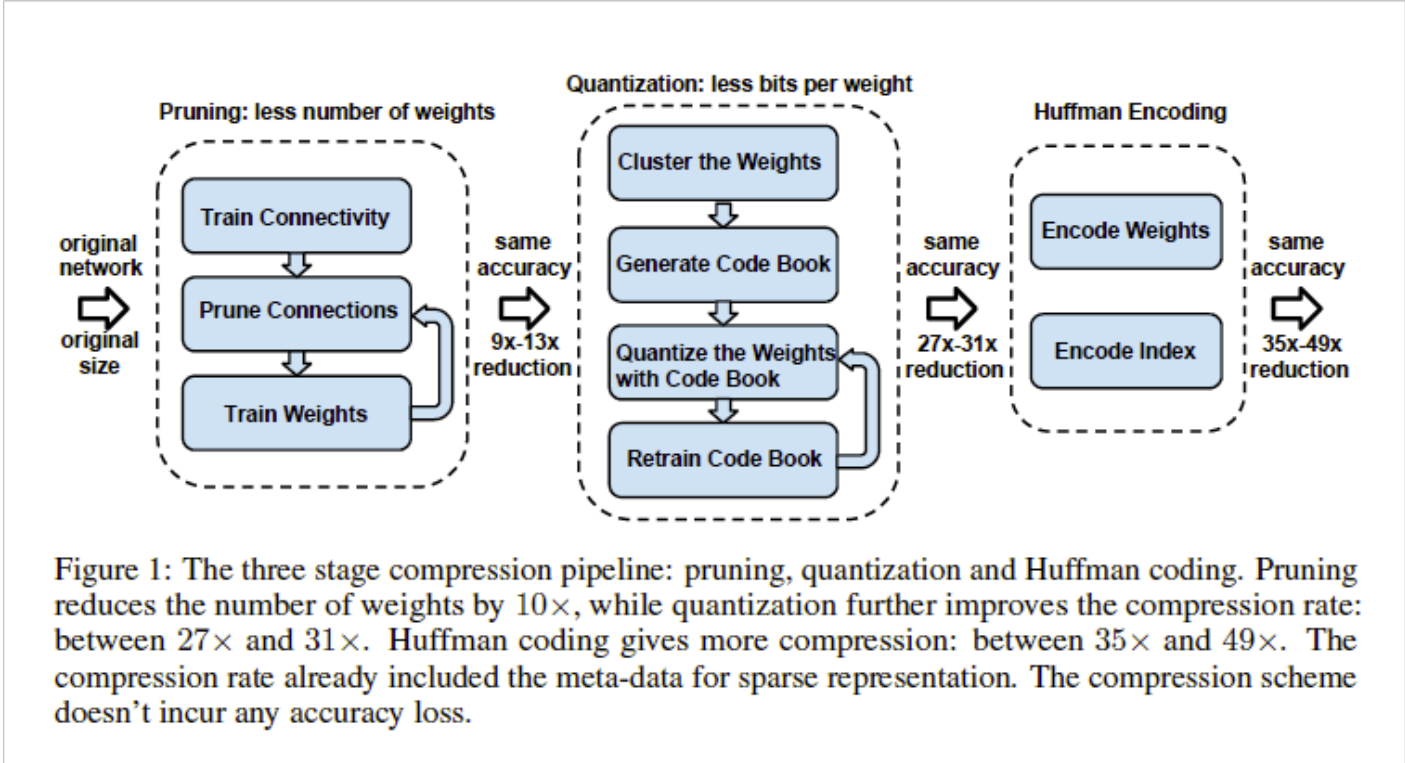 Pruning: less number of weights
Train Connectivity
Prune Connections
Train Weights
original
network
original
size
same
accuracy
9x-13x
reduction
Quantization: less bits per weight
Cluster the Weights
Generate Code Book
Quantize the Weights
with Code Book
Retrain Code Book
same
accuracy
27x-31x
reduction
Huffman Encoding
Encode Weights
Encode Index
same
accuracy
35x-49x
reduction
Figure 1: The three stage compression pipeline: pruning, quantization and Huffman coding. Pruning
reduces the number of weights by 10×, while quantization further improves the compression rate:
between 27× and 31×. Huffman coding gives more compression: between 35× and 49×. The
compression rate already included the meta-data for sparse representation. The compression scheme
doesn't incur any accuracy loss.